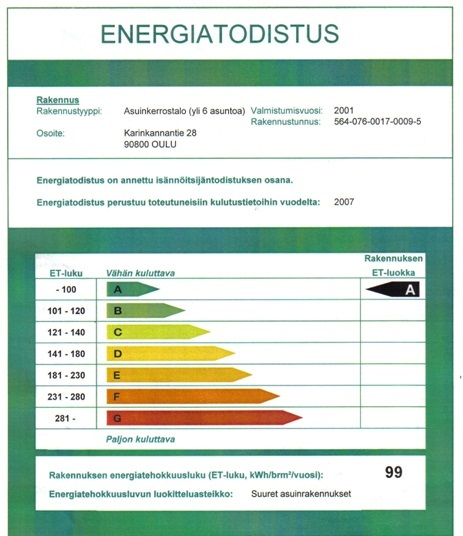 ENERGIATODISTUS
Rakennus
Rakennustyyppi: Asuinkerrostalo (yli 6 asuntoa) Valmistumisvuosi: 2001
Rakennustunnus: 564-076-0017-0009-5
Osoite: Karinkannantie 28
90800 OULU
Energiatodistus on annettu isännöitsijäntodistuksen osana.
Energiatodistus perustuu toteutuneisiin kulutustietoihin vuodelta: 2007
Rakennuksen
ET-luku Vähän kuluttava ET-luokka
- 100 A A
101 - 120 B
121 - 140 C
141 - 180 D
181 - 230 E
231 - 280 F
281 - G
Paljon kuluttava
Rakennuksen energiatehokkuusluku (ET-luku, kWh/brm²/vuosi): 99
Energiatehokkuusluvun luokitteluasteikko: Suuret asuinrakennukset